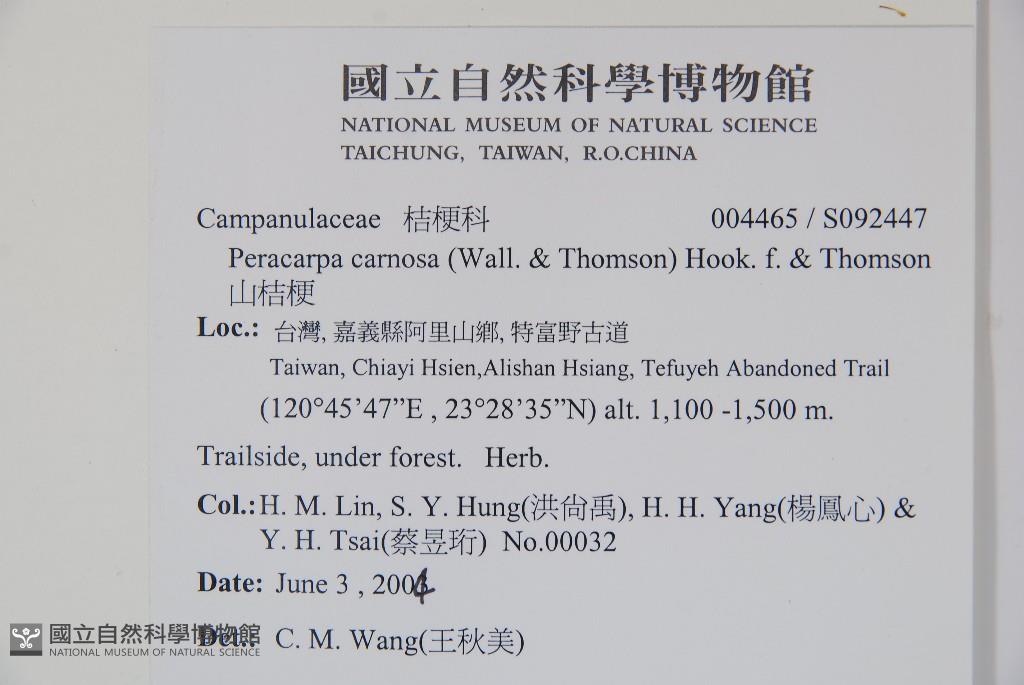 國立自然科學博物館
NATIONAL MUSEUM OF NATURAL SCIENCE
TAICHUNG, TAIWAN, R.O.CHINA
Campanulaceae 桔梗科 004465 / S092447
Peracarpa carnosa (Wall. & Thomson) Hook. f. & Thomson
山桔梗
Loc.: 台灣, 嘉義縣阿里山鄉, 特富野古道
Taiwan, Chiayi Hsien,Alishan Hsiang, Tefuyeh Abandoned Trail
(120°45’47”E , 23°28’35”N) alt. 1,100 -1,500 m.
Trailside, under forest. Herb.
Col.: H. M. Lin, S. Y. Hung(洪尙禹), H. H. Yang(楊鳳心) &
Y. H. Tsai(蔡昱珩) No.00032
Date: June 3 , 2004
Det.: C. M. Wang(王秋美)
國立自然科學博物館
NATIONAL MUSEUM OF NATURAL SCIENCE